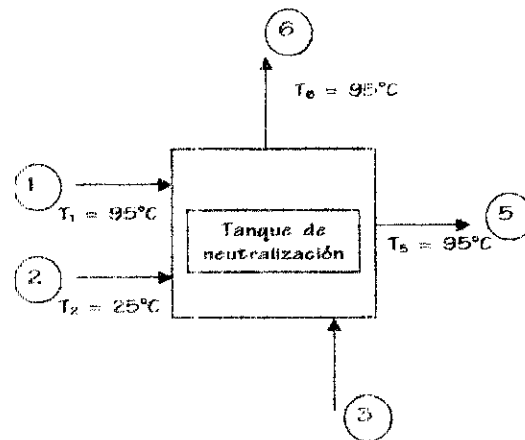 6
T₆ = 95°C
1
T₁ = 95°C
Tanque de
neutralización
5
T₅ = 95°C
2
T₂ = 25°C
3